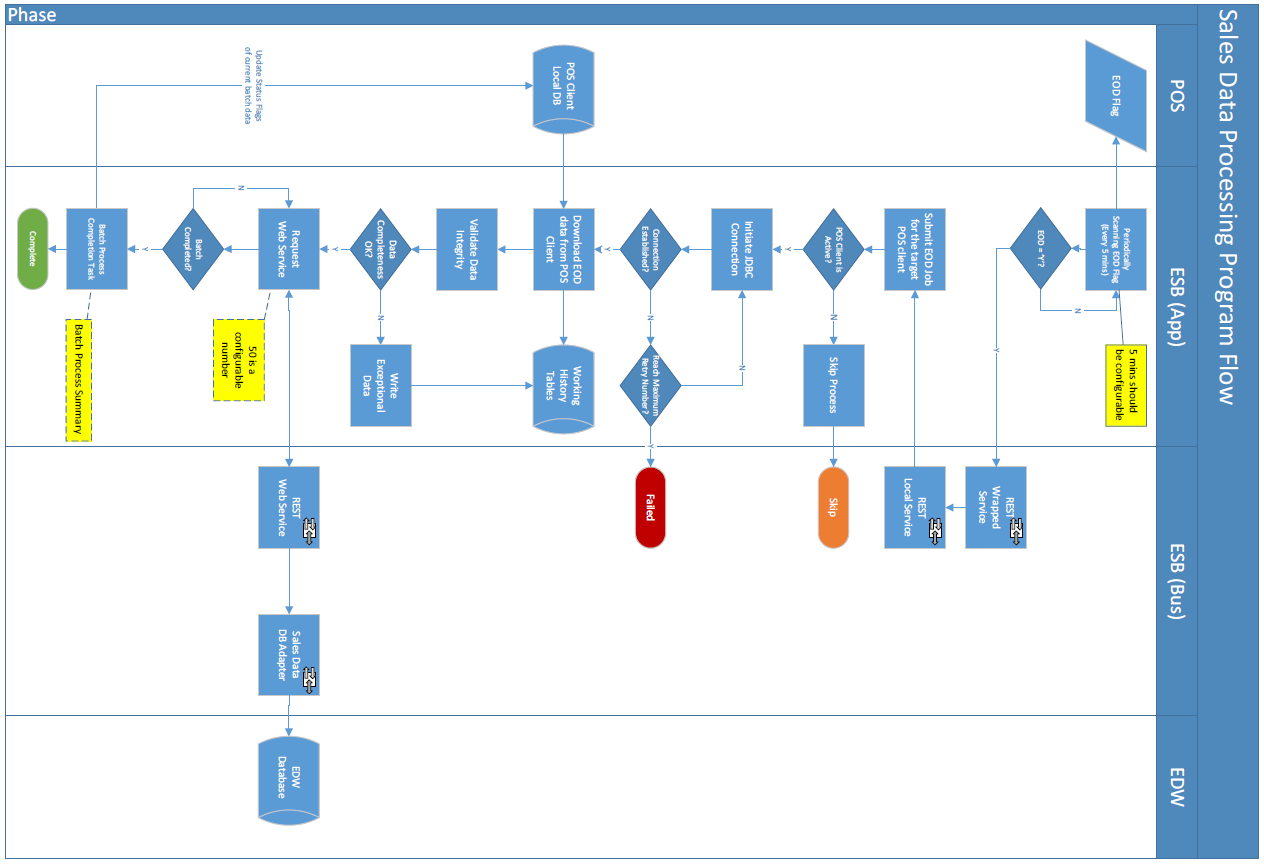 Sales Data Processing Program Flow
Phase
POS
ESB (App)
ESB (Bus)
EDW
EOD Flag
Periodically
Scanning EOD Flag
(Every 5 mins)
5 mins should
be configurable
EOD = 'Y'?
N
Y
REST
Wrapped
Service
REST
Local Service
Submit EOD Job
for the target
POS client
POS Client is
Active?
N
Y
Skip Process
Skip
Initiate JDBC
Connection
Connection
Established?
N
Y
Reach Maximum
Retry Number?
N
Y
Failed
POS Client
Local DB
Download EOD
data from POS
Client
Working
History
Tables
Validate Data
Integrity
Data
Completeness
OK?
N
Y
Write
Exceptional
Data
Request
Web Service
50 is a
configurable
number
REST
Web Service
Sales Data
DB Adapter
EDW
Database
Batch
Completed?
N
Y
Update Status Flags
of current batch data
Batch Process
Completion Task
Batch Process Summary
Complete